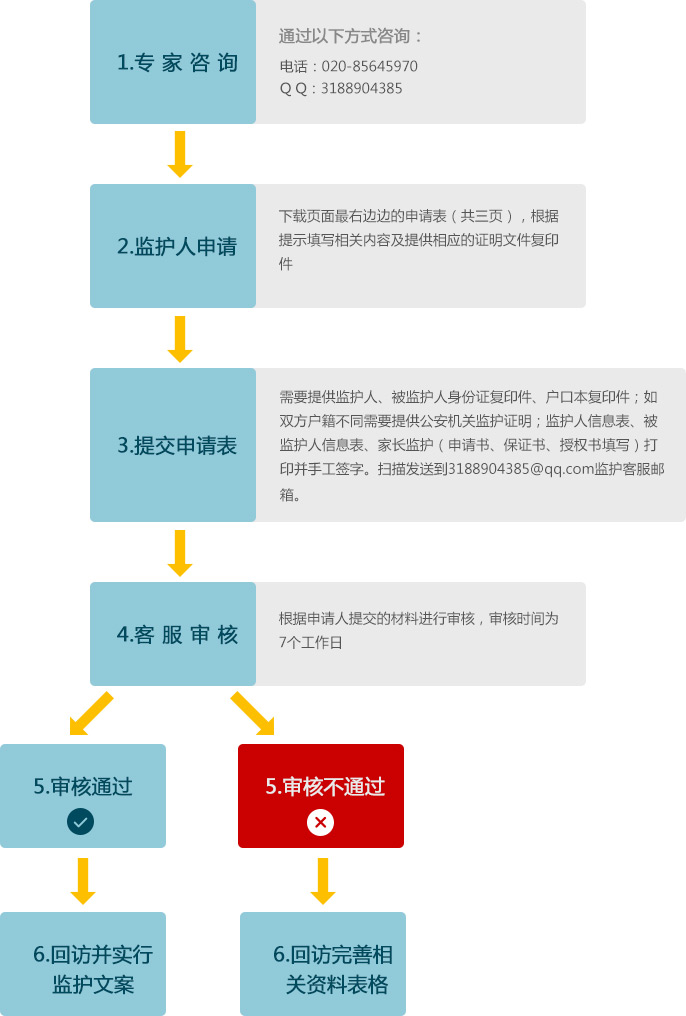 1.专 家 咨 询
通过以下方式咨询：
电话：020-85645970
Q Q：3188904385
2.监护人申请
下载页面最右边边的申请表（共三页），根据
提示填写相关内容及提供相应的证明文件复印
件
3.提交申请表
需要提供监护人、被监护人身份证复印件、户口本复印件；如
双方户籍不同需要提供公安机关监护证明；监护人信息表、被
监护人信息表、家长监护（申请书、保证书、授权书填写）打
印并手工签字。扫描发送到3188904385@qq.com监护客服邮
箱。
4.客 服 审 核
根据申请人提交的材料进行审核，审核时间为
7个工作日
5.审核通过
5.审核不通过
6.回访并实行
监护文案
6.回访完善相
关资料表格